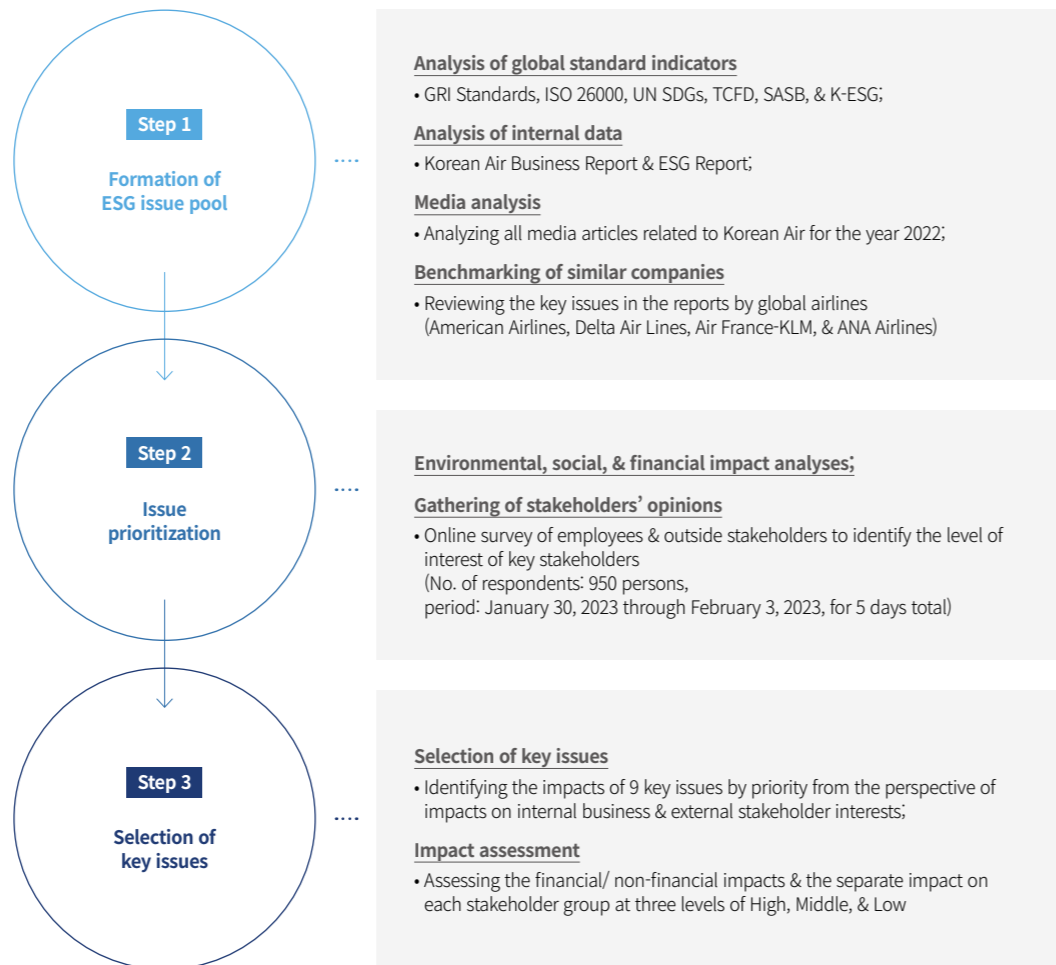 Step 1
Formation of
ESG issue pool
Analysis of global standard indicators
• GRI Standards, ISO 26000, UN SDGs, TCFD, SASB, & K-ESG;
Analysis of internal data
• Korean Air Business Report & ESG Report;
Media analysis
• Analyzing all media articles related to Korean Air for the year 2022;
Benchmarking of similar companies
• Reviewing the key issues in the reports by global airlines
(American Airlines, Delta Air Lines, Air France-KLM, & ANA Airlines)
Step 2
Issue
prioritization
Environmental, social, & financial impact analyses;
Gathering of stakeholders’ opinions
• Online survey of employees & outside stakeholders to identify the level of
interest of key stakeholders
(No. of respondents: 950 persons,
period: January 30, 2023 through February 3, 2023, for 5 days total)
Step 3
Selection of
key issues
Selection of key issues
• Identifying the impacts of 9 key issues by priority from the perspective of
impacts on internal business & external stakeholder interests;
Impact assessment
• Assessing the financial/ non-financial impacts & the separate impact on
each stakeholder group at three levels of High, Middle, & Low